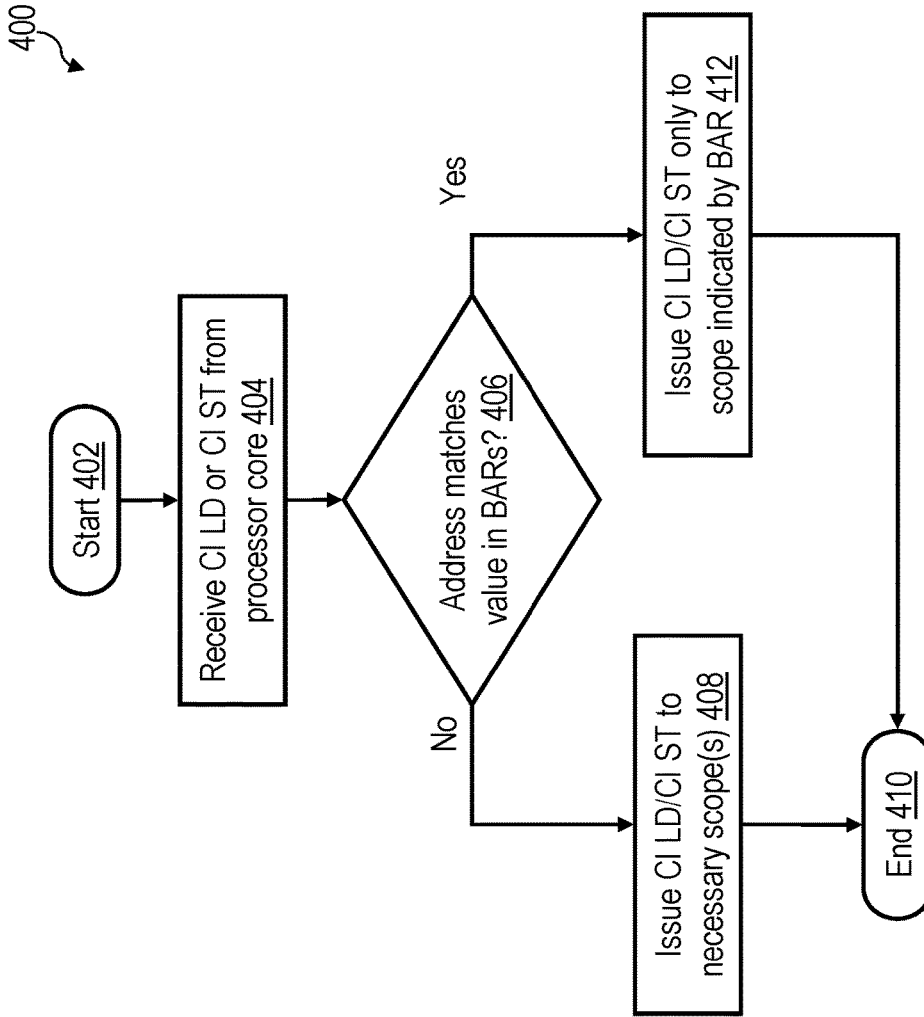 400
Start 402
Receive CI LD or CI ST from
processor core 404
Address matches
value in BARs? 406
No
Yes
Issue CI LD/CI ST to
necessary scope(s) 408
Issue CI LD/CI ST only to
scope indicated by BAR 412
End 410